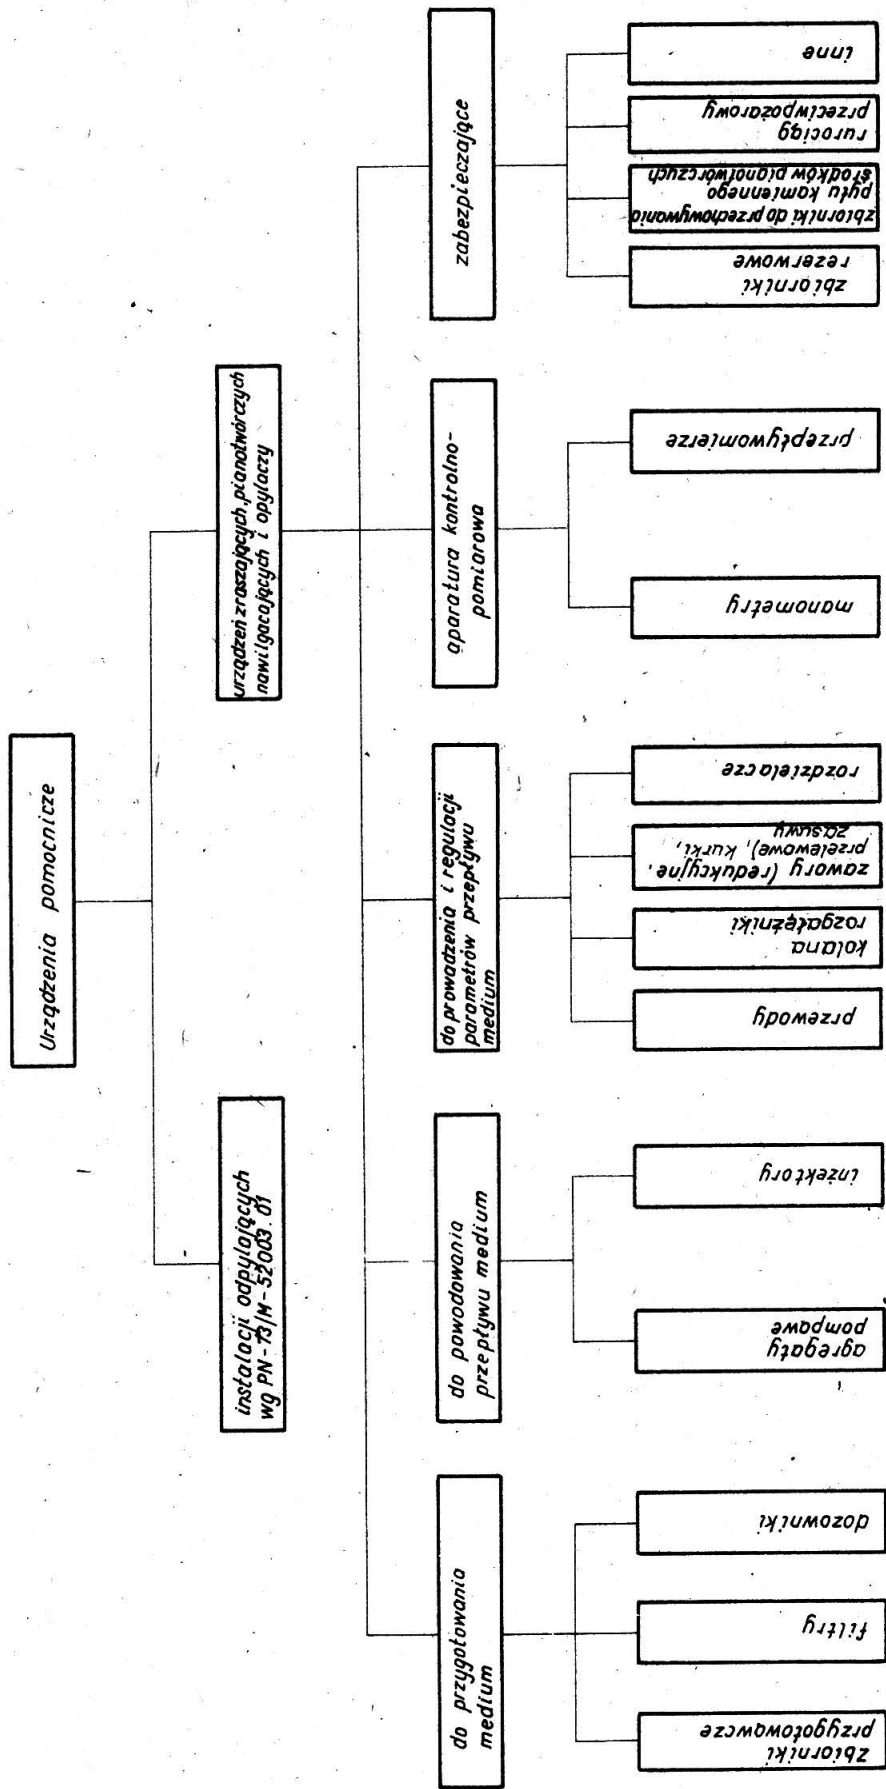 Urządzenia pomocnicze
instalacji odpylających
wg PN-73/M-52003.01
urządzeń zraszających, pianotwórczych
nawilgacających i opylaczy
do przygotowania
medium
do powodowania
przepływu medium
do prowadzenia i regulacji
parametrów przepływu
medium
aparatura kontrolno-
pomiarowa
zabezpieczające
zbiorniki
przygotowawcze
filtry
dozowniki
agregaty
pompowe
inżektory
przewody
kolana
rozgałęźniki
zawory (redukcyjne,
przelewowe), kurki,
zasuwy
rozdzielacze
manometry
przepływomierze
zbiorniki
rezerwowe
zbiorniki do przechowywania
pyłu kamiennego
środków pianotwórczych
rurociąg
przeciwpożarowy
inne